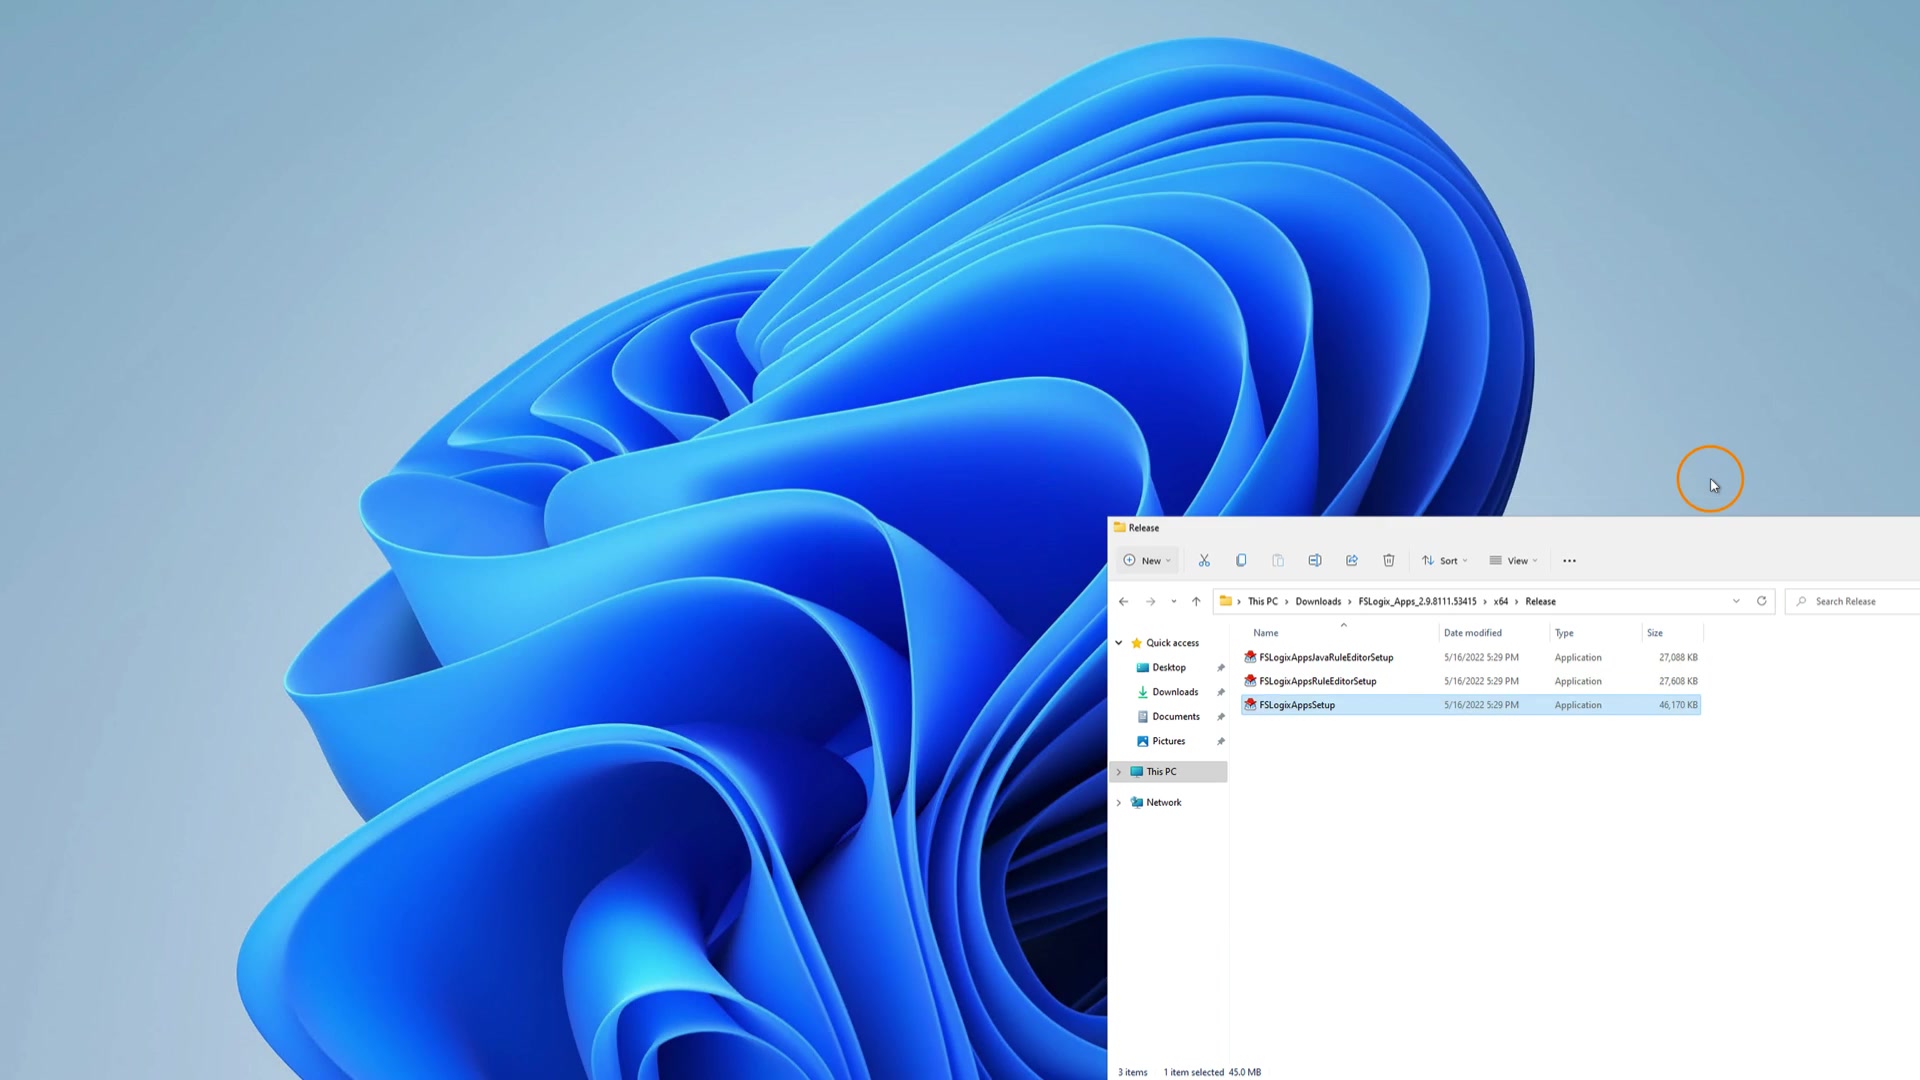 Release
New
Sort
View
This PC > Downloads > FSLogix_Apps_2.9.8111.53415 > x64 > Release
Search Release
Name Date modified Type Size
Quick access
Desktop
Downloads
Documents
Pictures
This PC
Network
FSLogixAppsJavaRuleEditorSetup 5/16/2022 5:29 PM Application 27,088 KB
FSLogixAppsRuleEditorSetup 5/16/2022 5:29 PM Application 27,608 KB
FSLogixAppsSetup 5/16/2022 5:29 PM Application 46,170 KB
3 items 1 item selected 45.0 MB